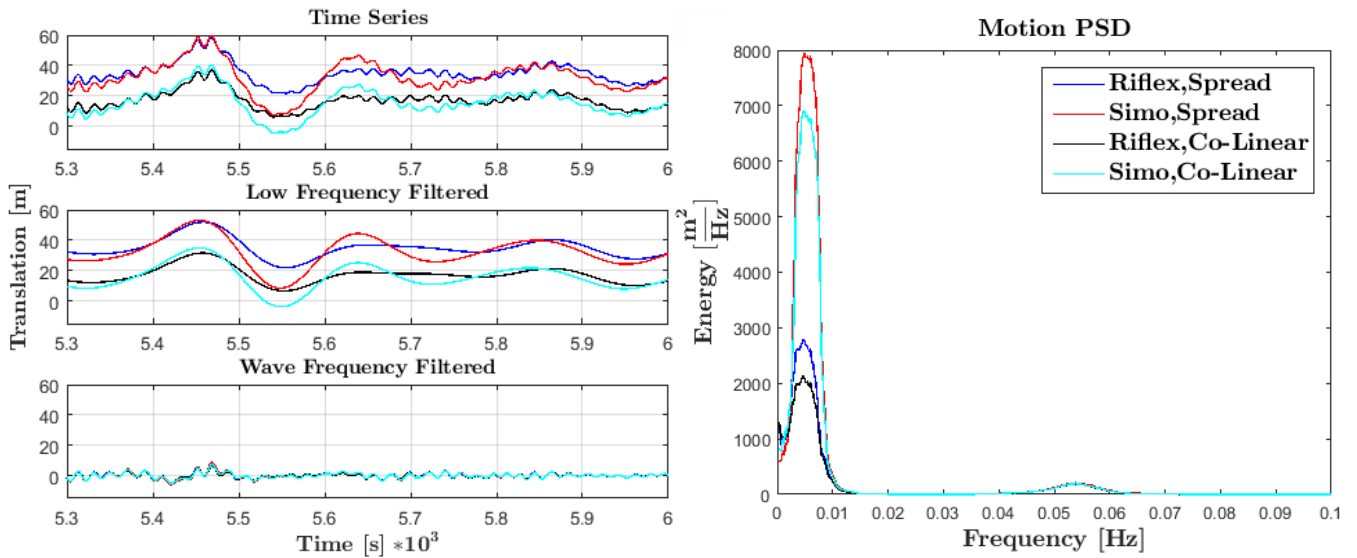 Time Series
60
40
20
0
5.3 5.4 5.5 5.6 5.7 5.8 5.9 6
Low Frequency Filtered
60
40
20
0
5.3 5.4 5.5 5.6 5.7 5.8 5.9 6
Wave Frequency Filtered
60
40
20
0
5.3 5.4 5.5 5.6 5.7 5.8 5.9 6
Translation [m]
Time [s] *10³
Motion PSD
8000
7000
6000
5000
4000
3000
2000
1000
0
Energy [m²/Hz]
Riflex,Spread
Simo,Spread
Riflex,Co-Linear
Simo,Co-Linear
0 0.01 0.02 0.03 0.04 0.05 0.06 0.07 0.08 0.09 0.1
Frequency [Hz]